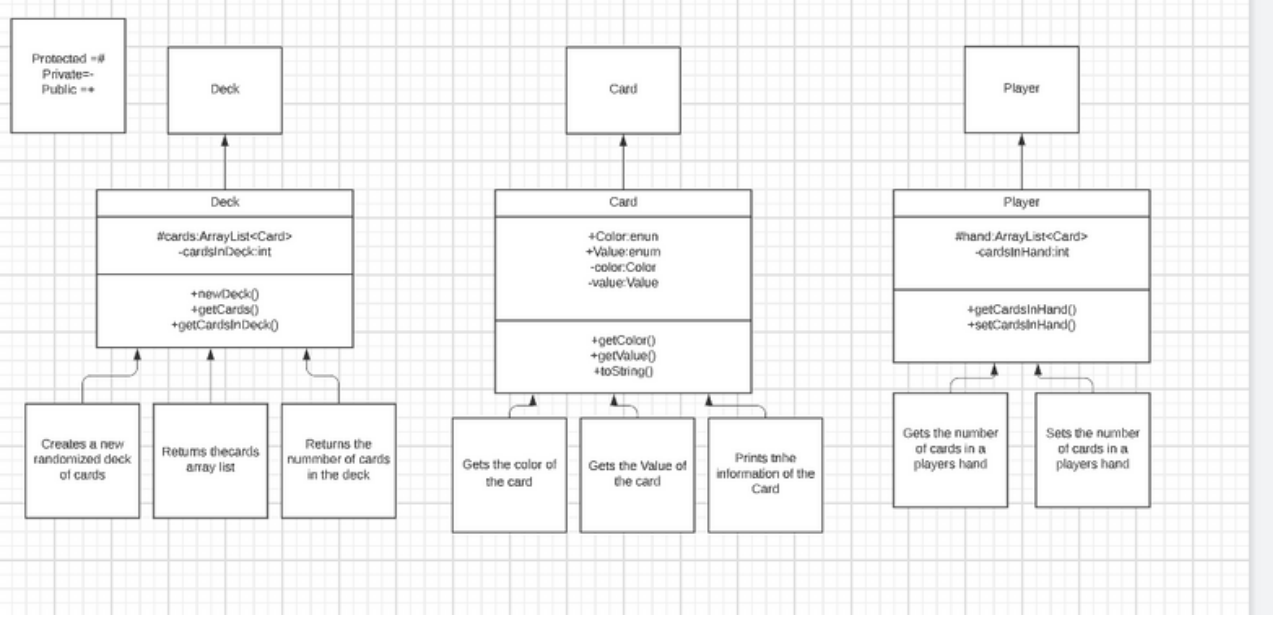 Protected =#
Private=-
Public =+
Deck
Card
Player
Deck
#cards:ArrayList<Card>
-cardsInDeck:int
+newDeck()
+getCards()
+getCardsInDeck()
Card
+Color:enun
+Value:enum
-color:Color
-value:Value
+getColor()
+getValue()
+toString()
Player
#hand:ArrayList<Card>
-cardsInHand:int
+getCardsInHand()
+setCardsInHand()
Creates a new
randomized deck
of cards
Returns thecards
array list
Returns the
nummber of cards
in the deck
Gets the color of
the card
Gets the Value of
the card
Prints tnhe
information of the
Card
Gets the number
of cards in a
players hand
Sets the number
of cards in a
players hand